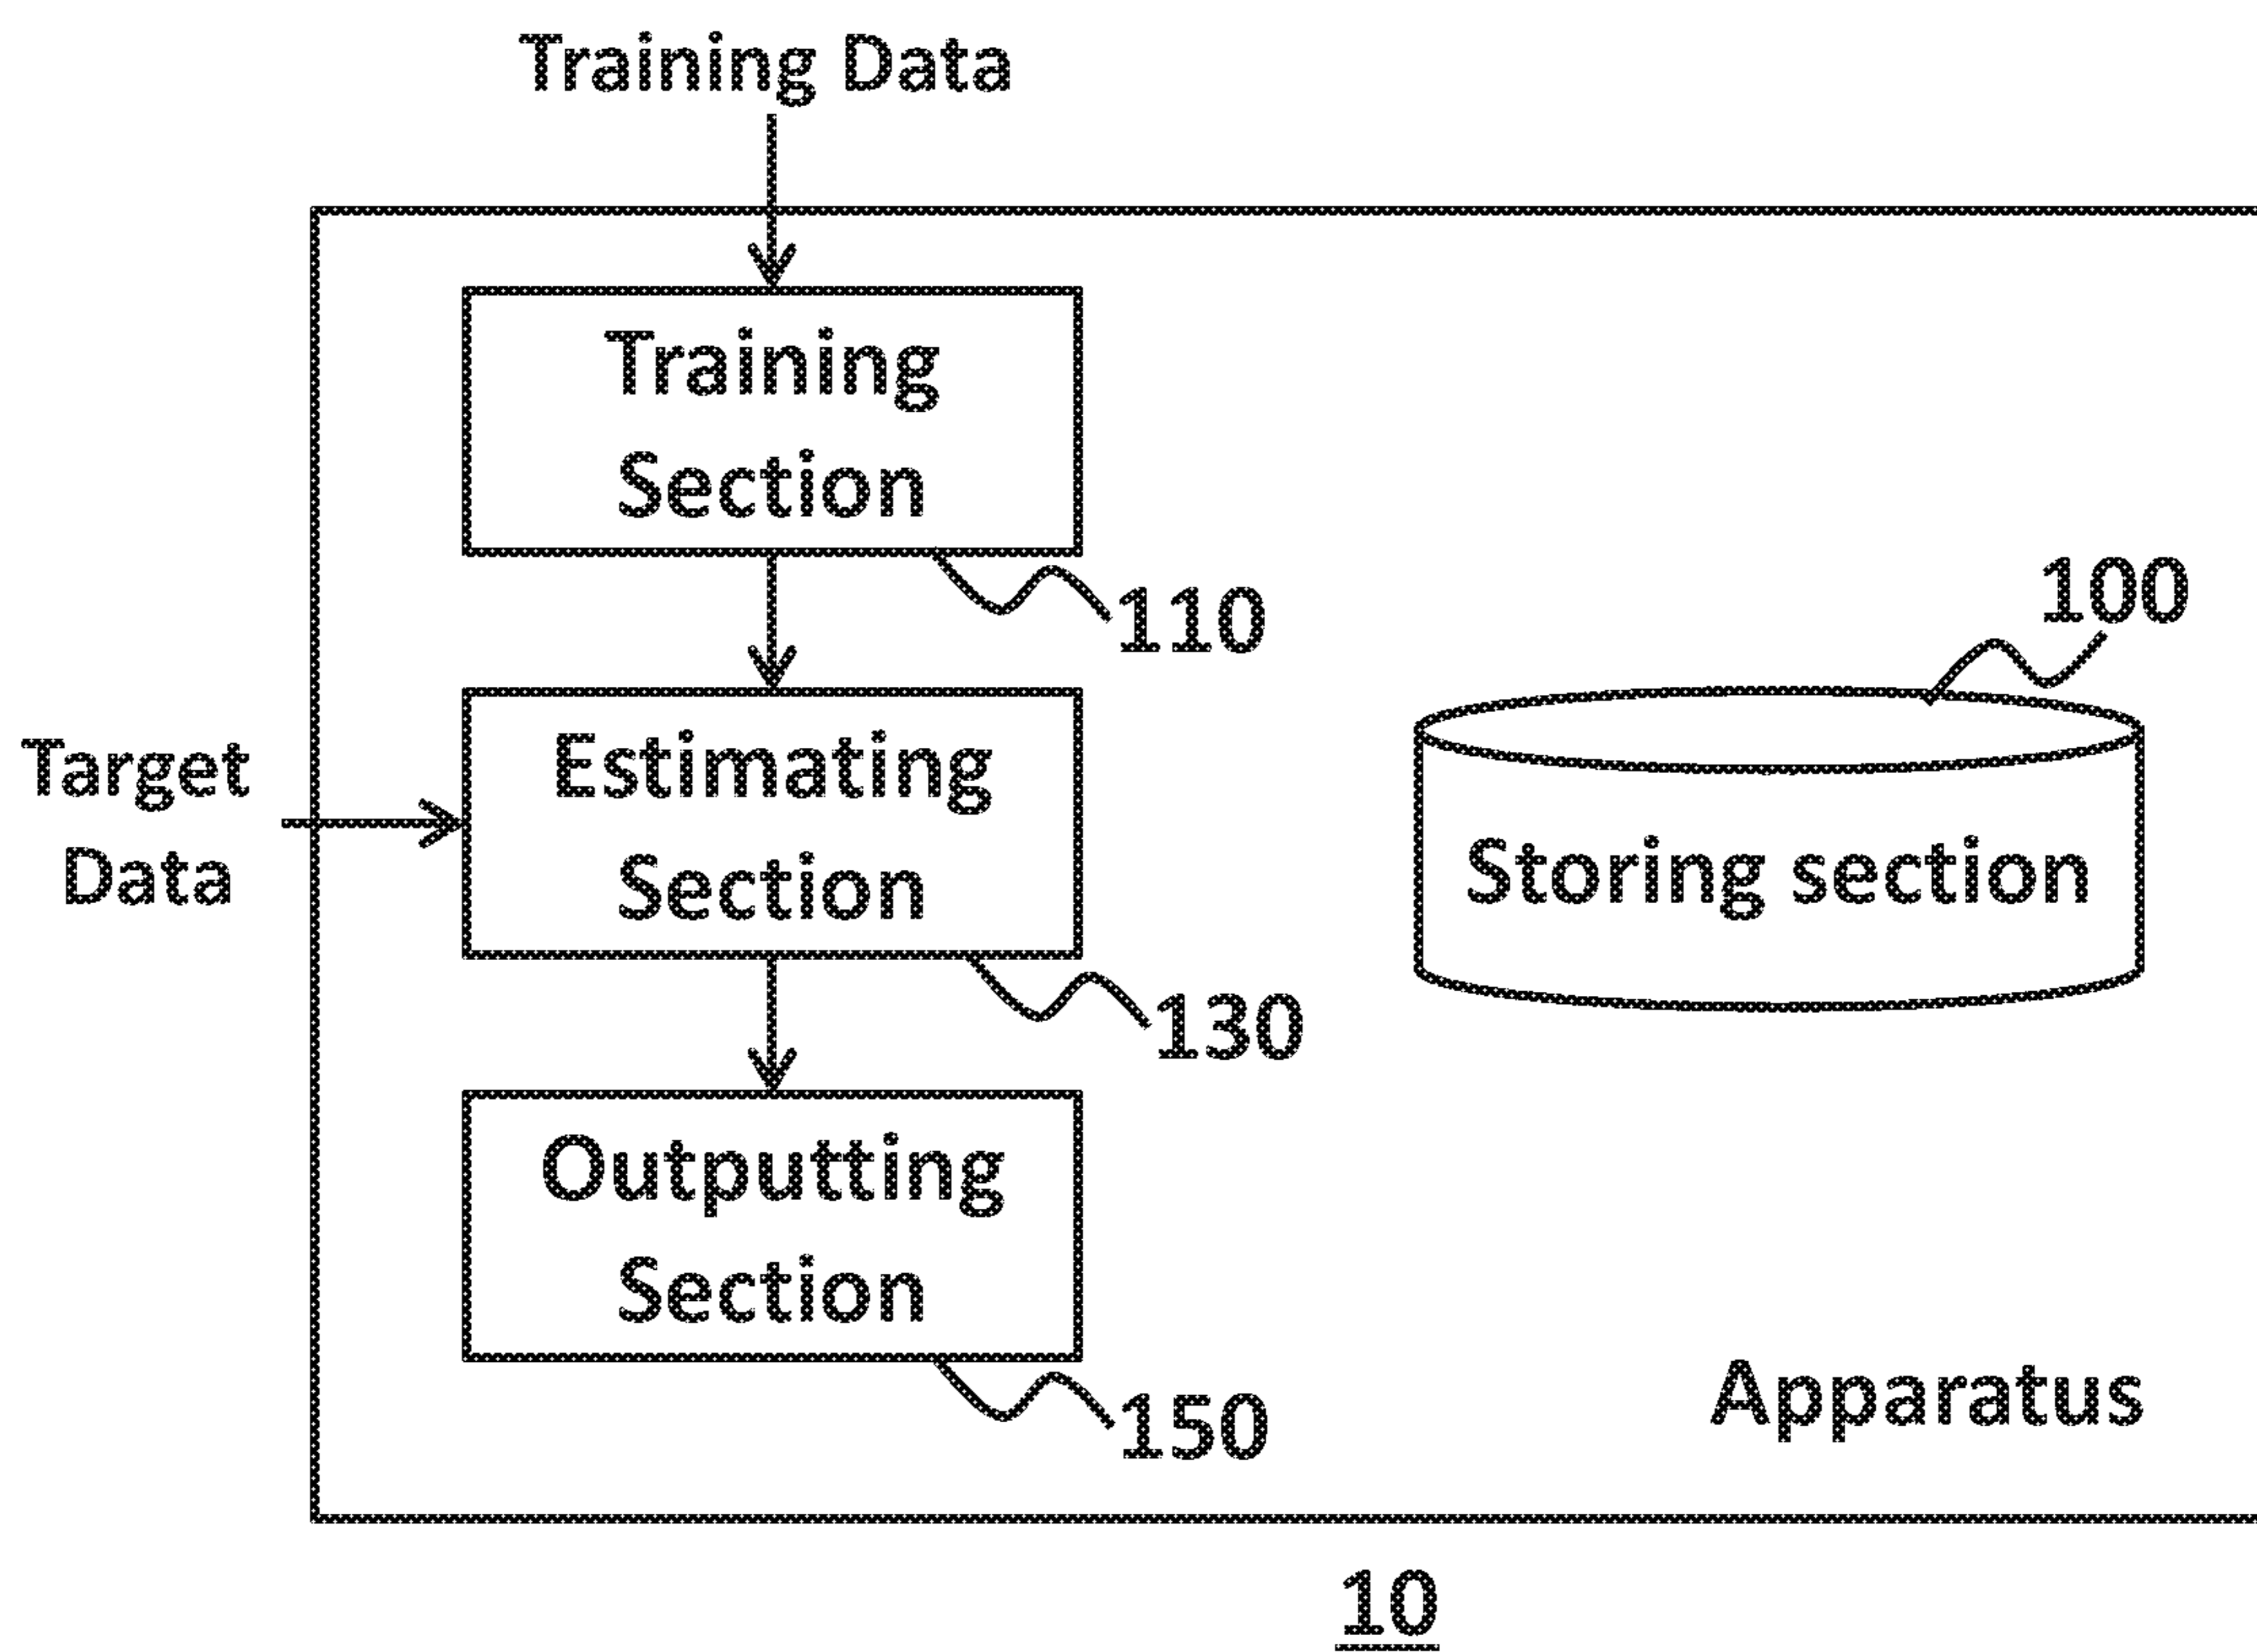 Training Data
Training
Section
110
100
Target
Data
Estimating
Section
Storing section
130
Outputting
Section
150
Apparatus
10